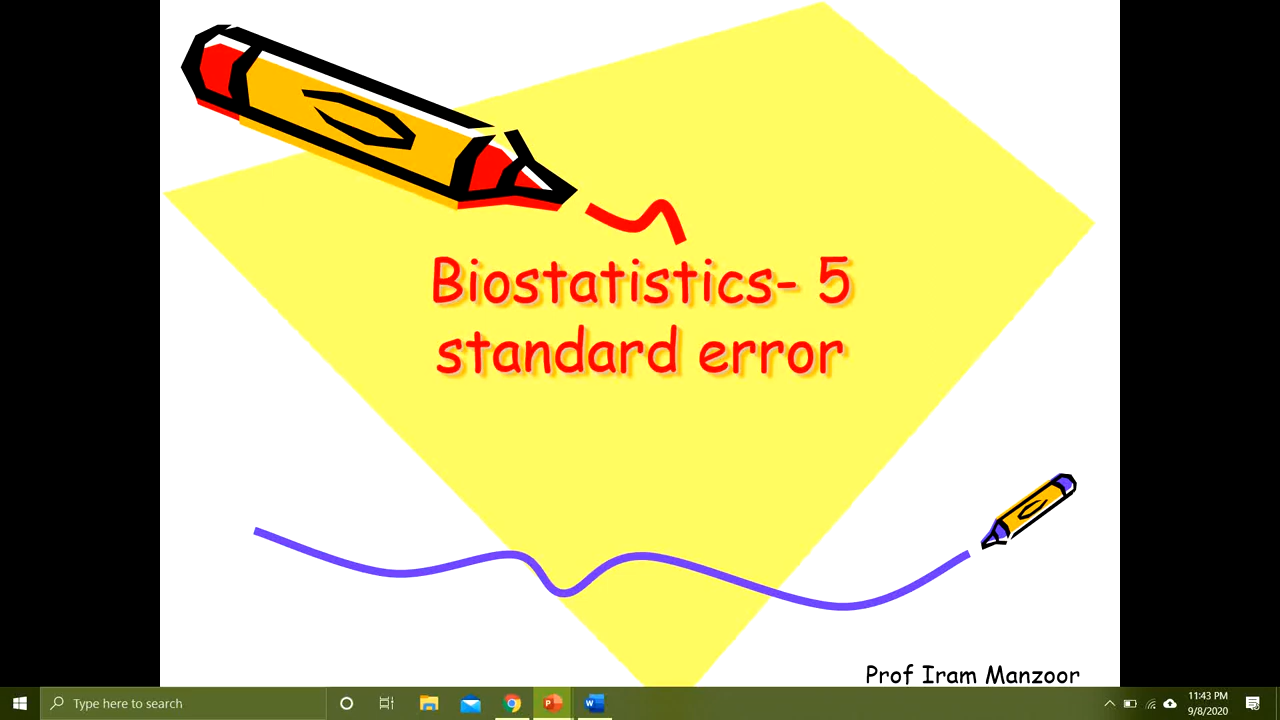 Biostatistics- 5
standard error
Prof Iram Manzoor
Type here to search
11:43 PM
9/8/2020